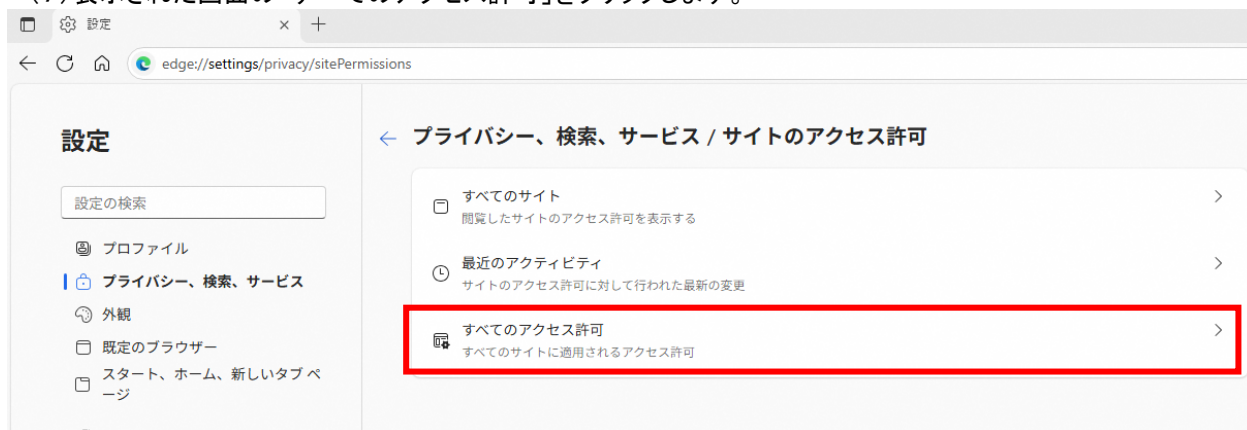 設定
edge://settings/privacy/sitePermissions
設定
← プライバシー、検索、サービス / サイトのアクセス許可
設定の検索
プロファイル
プライバシー、検索、サービス
外観
既定のブラウザー
スタート、ホーム、新しいタブ ペ
ージ
すべてのサイト
閲覧したサイトのアクセス許可を表示する
最近のアクティビティ
サイトのアクセス許可に対して行われた最新の変更
すべてのアクセス許可
すべてのサイトに適用されるアクセス許可